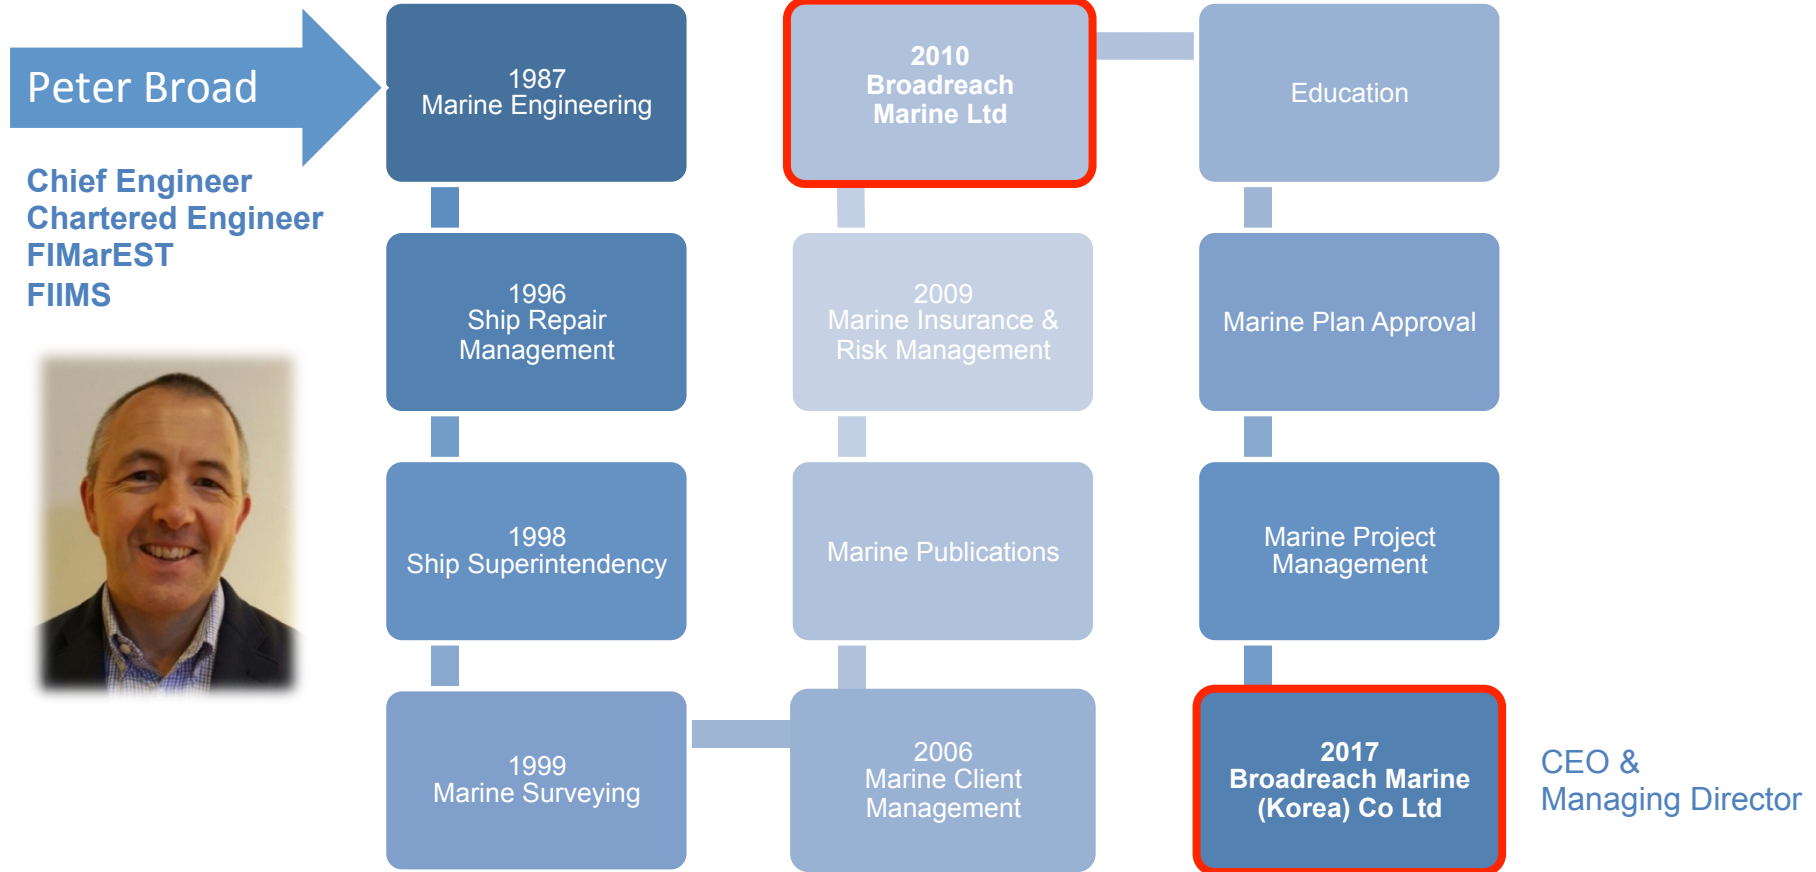 Peter Broad
Chief Engineer
Chartered Engineer
FIMarEST
FIIMS
1987
Marine Engineering
1996
Ship Repair
Management
1998
Ship Superintendency
1999
Marine Surveying
2006
Marine Client
Management
Marine Publications
2009
Marine Insurance &
Risk Management
2010
Broadreach
Marine Ltd
Education
Marine Plan Approval
Marine Project
Management
2017
Broadreach Marine
(Korea) Co Ltd
CEO &
Managing Director